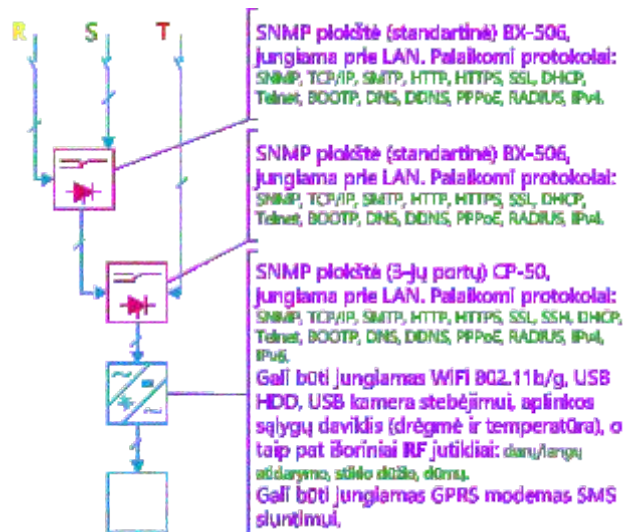 R S T
SNMP plokštė (standartinė) BX-506,
jungiama prie LAN. Palaikomi protokolai:
SNMP, TCP/IP, SMTP, HTTP, HTTPS, SSL, DHCP,
Telnet, BOOTP, DNS, DDNS, PPPoE, RADIUS, IPv4.
SNMP plokštė (standartinė) BX-506,
jungiama prie LAN. Palaikomi protokolai:
SNMP, TCP/IP, SMTP, HTTP, HTTPS, SSL, DHCP,
Telnet, BOOTP, DNS, DDNS, PPPoE, RADIUS, IPv4.
SNMP plokštė (3-jų portų) CP-50,
jungiama prie LAN. Palaikomi protokolai:
SNMP, TCP/IP, SMTP, HTTP, HTTPS, SSL, SSH, DHCP,
Telnet, BOOTP, DNS, DDNS, PPPoE, RADIUS, IPv4,
IPv6.
Gali būti jungiamas WiFi 802.11b/g, USB
HDD, USB kamera stebėjimui, aplinkos
sąlygų daviklis (drėgmė ir temperatūra), o
taip pat išoriniai RF jutikliai: durų/langų
atidarymo, stiklo dūžio, dūmų.
Gali būti jungiamas GPRS modemas SMS
siuntimui,